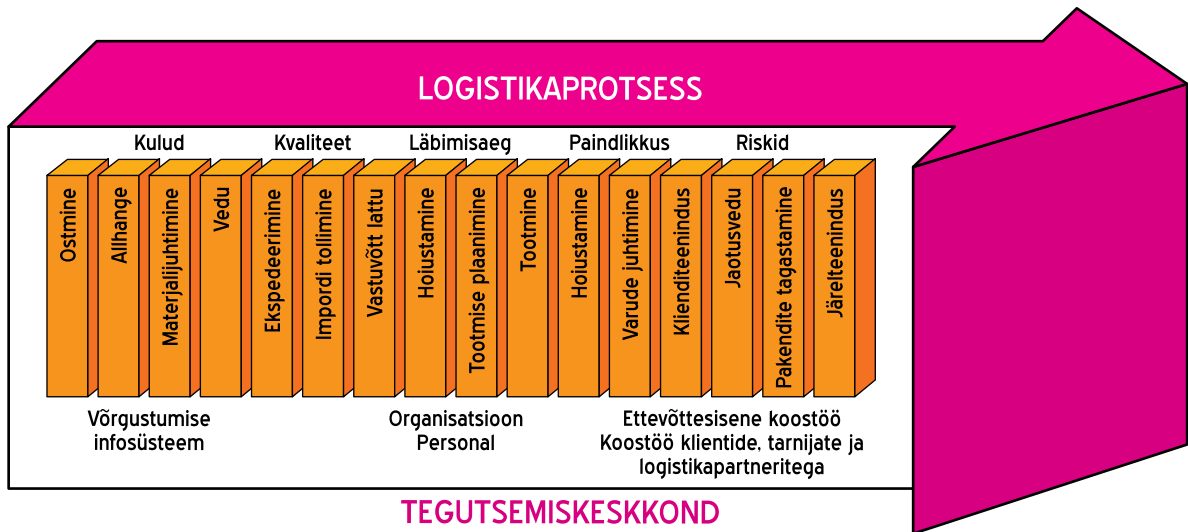 LOGISTIKAPROTSESS
Kulud
Kvaliteet
Läbimisaeg
Paindlikkus
Riskid
Ostmine
Allhange
Materjalijuhtimine
Vedu
Ekspedeerimine
Impordi tollimine
Vastuvõtt lattu
Hoiustamine
Tootmise plaanimine
Tootmine
Hoiustamine
Varude juhtimine
Klienditeenindus
Jaotusvedu
Pakendite tagastamine
Järelteenindus
Võrgustumise
infosüsteem
Organisatsioon
Personal
Ettevõttesisene koostöö
Koostöö klientide, tarnijate ja
logistikapartneritega
TEGUTSEMISKESKKOND